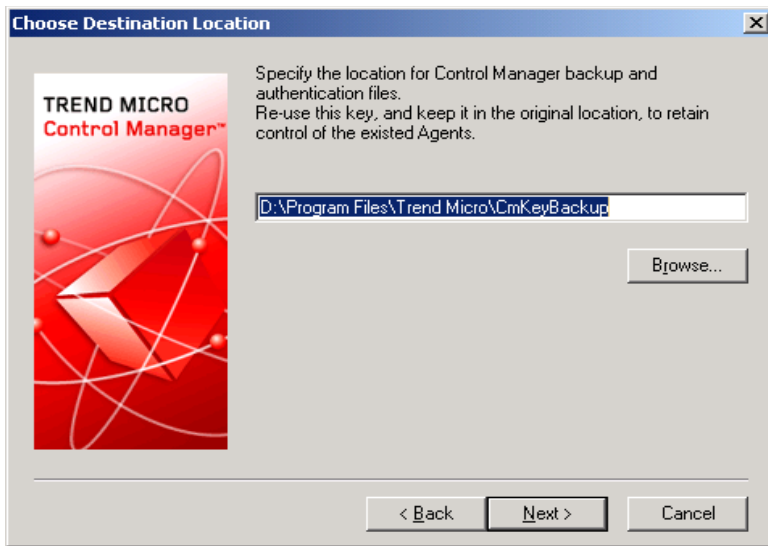 Choose Destination Location
TREND MICRO
Control Manager™
Specify the location for Control Manager backup and
authentication files.
Re-use this key, and keep it in the original location, to retain
control of the existed Agents.
D:\Program Files\Trend Micro\CmKeyBackup
Browse...
< Back
Next >
Cancel